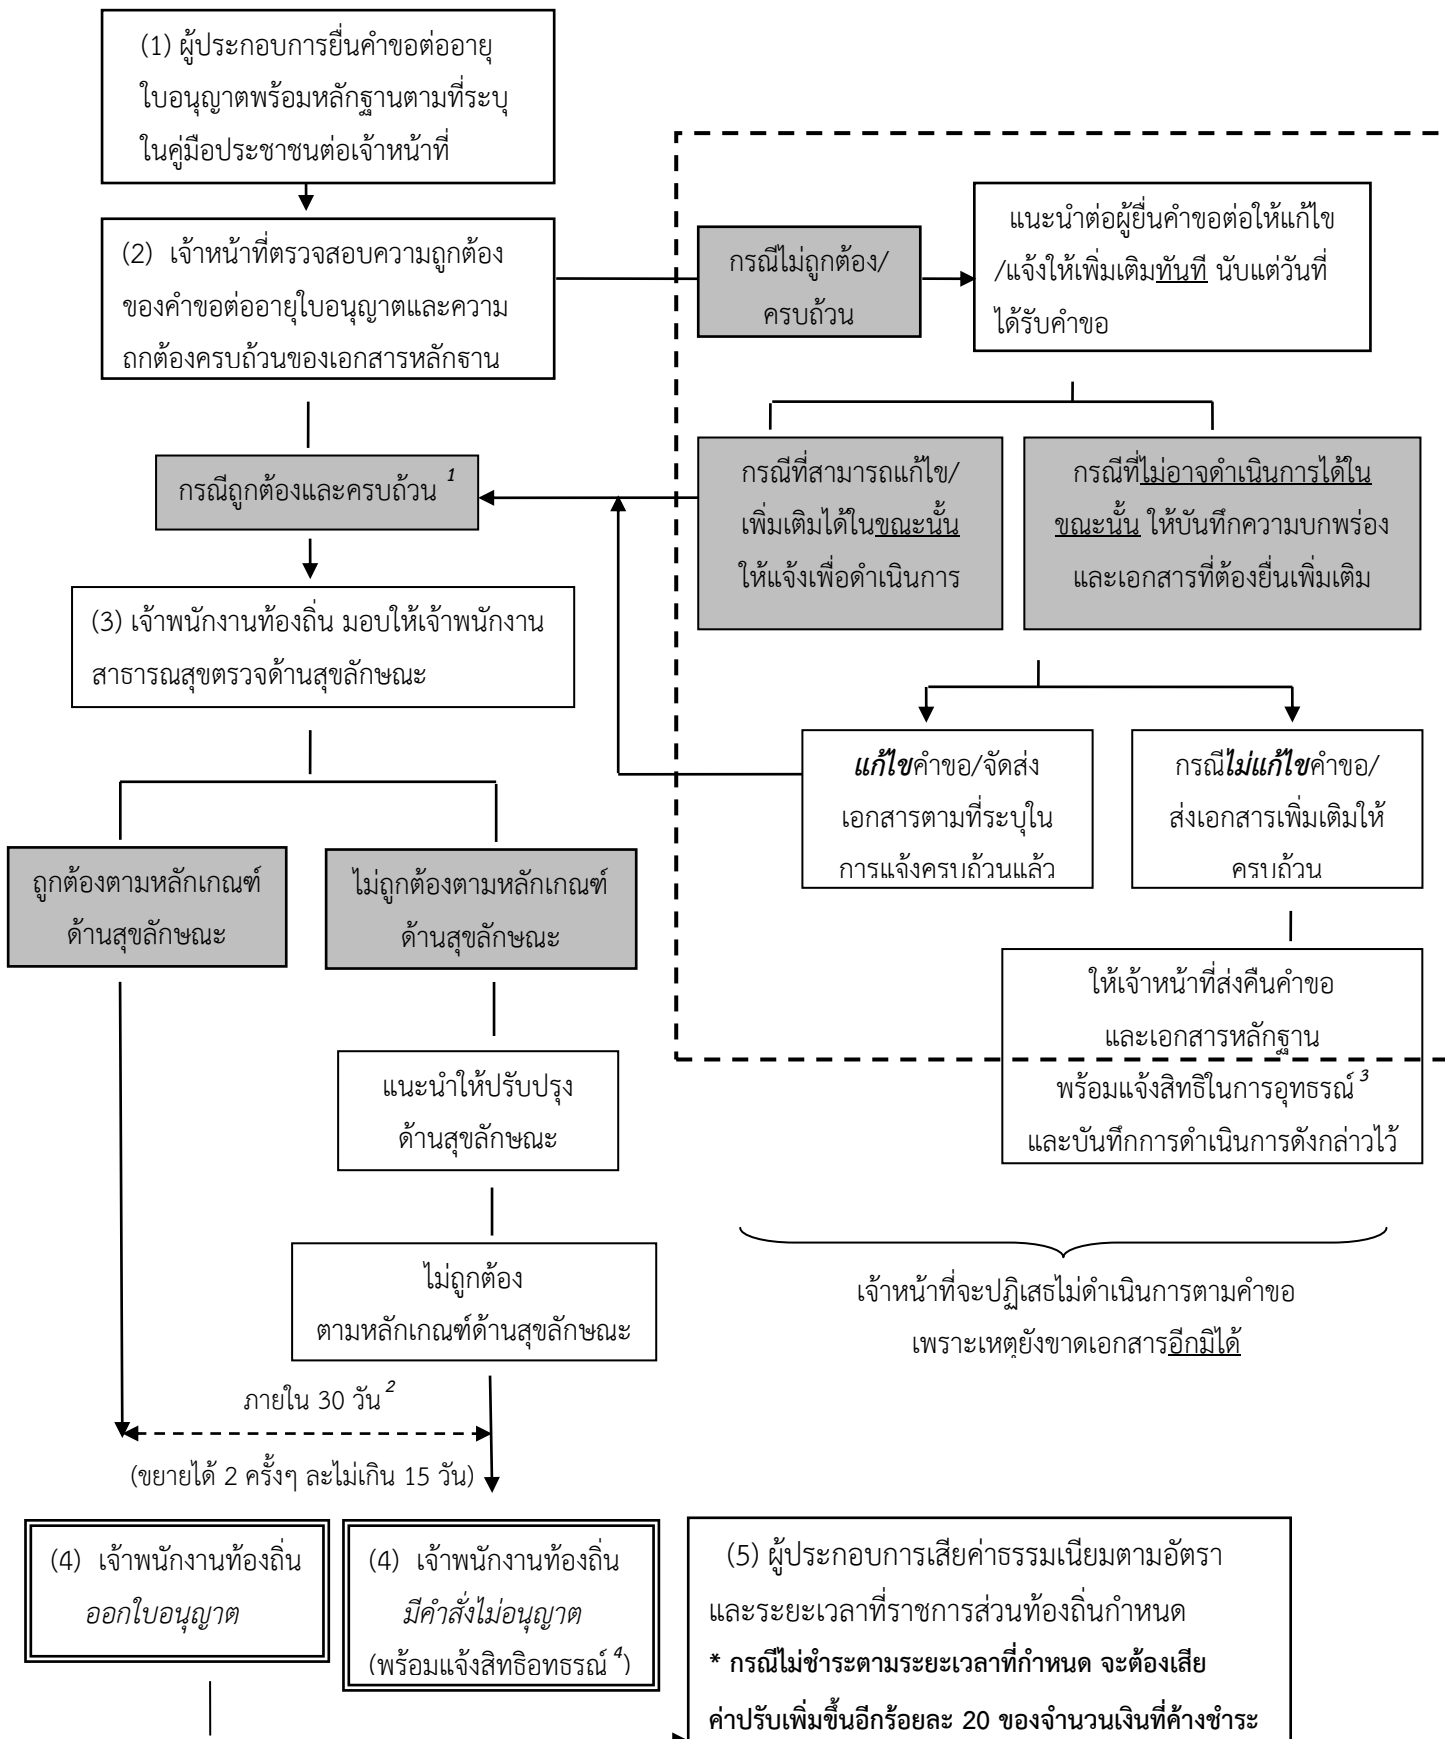 (1) ผู้ประกอบการยื่นคำขอต่ออายุ
ใบอนุญาตพร้อมหลักฐานตามที่ระบุ
ในคู่มือประชาชนต่อเจ้าหน้าที่
(2) เจ้าหน้าที่ตรวจสอบความถูกต้อง
ของคำขอต่ออายุใบอนุญาตและความ
ถูกต้องครบถ้วนของเอกสารหลักฐาน
กรณีไม่ถูกต้อง/
ครบถ้วน
แนะนำต่อผู้ยื่นคำขอต่อให้แก้ไข
/แจ้งให้เพิ่มเติมทันที นับแต่วันที่
ได้รับคำขอ
กรณีถูกต้องและครบถ้วน 1
กรณีที่สามารถแก้ไข/
เพิ่มเติมได้ในขณะนั้น
ให้แจ้งเพื่อดำเนินการ
กรณีที่ไม่อาจดำเนินการได้ใน
ขณะนั้น ให้บันทึกความบกพร่อง
และเอกสารที่ต้องยื่นเพิ่มเติม
(3) เจ้าพนักงานท้องถิ่น มอบให้เจ้าพนักงาน
สาธารณสุขตรวจด้านสุขลักษณะ
แก้ไขคำขอ/จัดส่ง
เอกสารตามที่ระบุใน
การแจ้งครบถ้วนแล้ว
กรณีไม่แก้ไขคำขอ/
ส่งเอกสารเพิ่มเติมให้
ครบถ้วน
ถูกต้องตามหลักเกณฑ์
ด้านสุขลักษณะ
ไม่ถูกต้องตามหลักเกณฑ์
ด้านสุขลักษณะ
ให้เจ้าหน้าที่ส่งคืนคำขอ
และเอกสารหลักฐาน
พร้อมแจ้งสิทธิในการอุทธรณ์ 3
และบันทึกการดำเนินการดังกล่าวไว้
แนะนำให้ปรับปรุง
ด้านสุขลักษณะ
ไม่ถูกต้อง
ตามหลักเกณฑ์ด้านสุขลักษณะ
เจ้าหน้าที่จะปฏิเสธไม่ดำเนินการตามคำขอ
เพราะเหตุยังขาดเอกสารอีกมิได้
ภายใน 30 วัน 2
(ขยายได้ 2 ครั้งๆ ละไม่เกิน 15 วัน)
(4) เจ้าพนักงานท้องถิ่น
ออกใบอนุญาต
(4) เจ้าพนักงานท้องถิ่น
มีคำสั่งไม่อนุญาต
(พร้อมแจ้งสิทธิอุทธรณ์ 4)
(5) ผู้ประกอบการเสียค่าธรรมเนียมตามอัตรา
และระยะเวลาที่ราชการส่วนท้องถิ่นกำหนด
* กรณีไม่ชำระตามระยะเวลาที่กำหนด จะต้องเสีย
ค่าปรับเพิ่มขึ้นอีกร้อยละ 20 ของจำนวนเงินที่ค้างชำระ